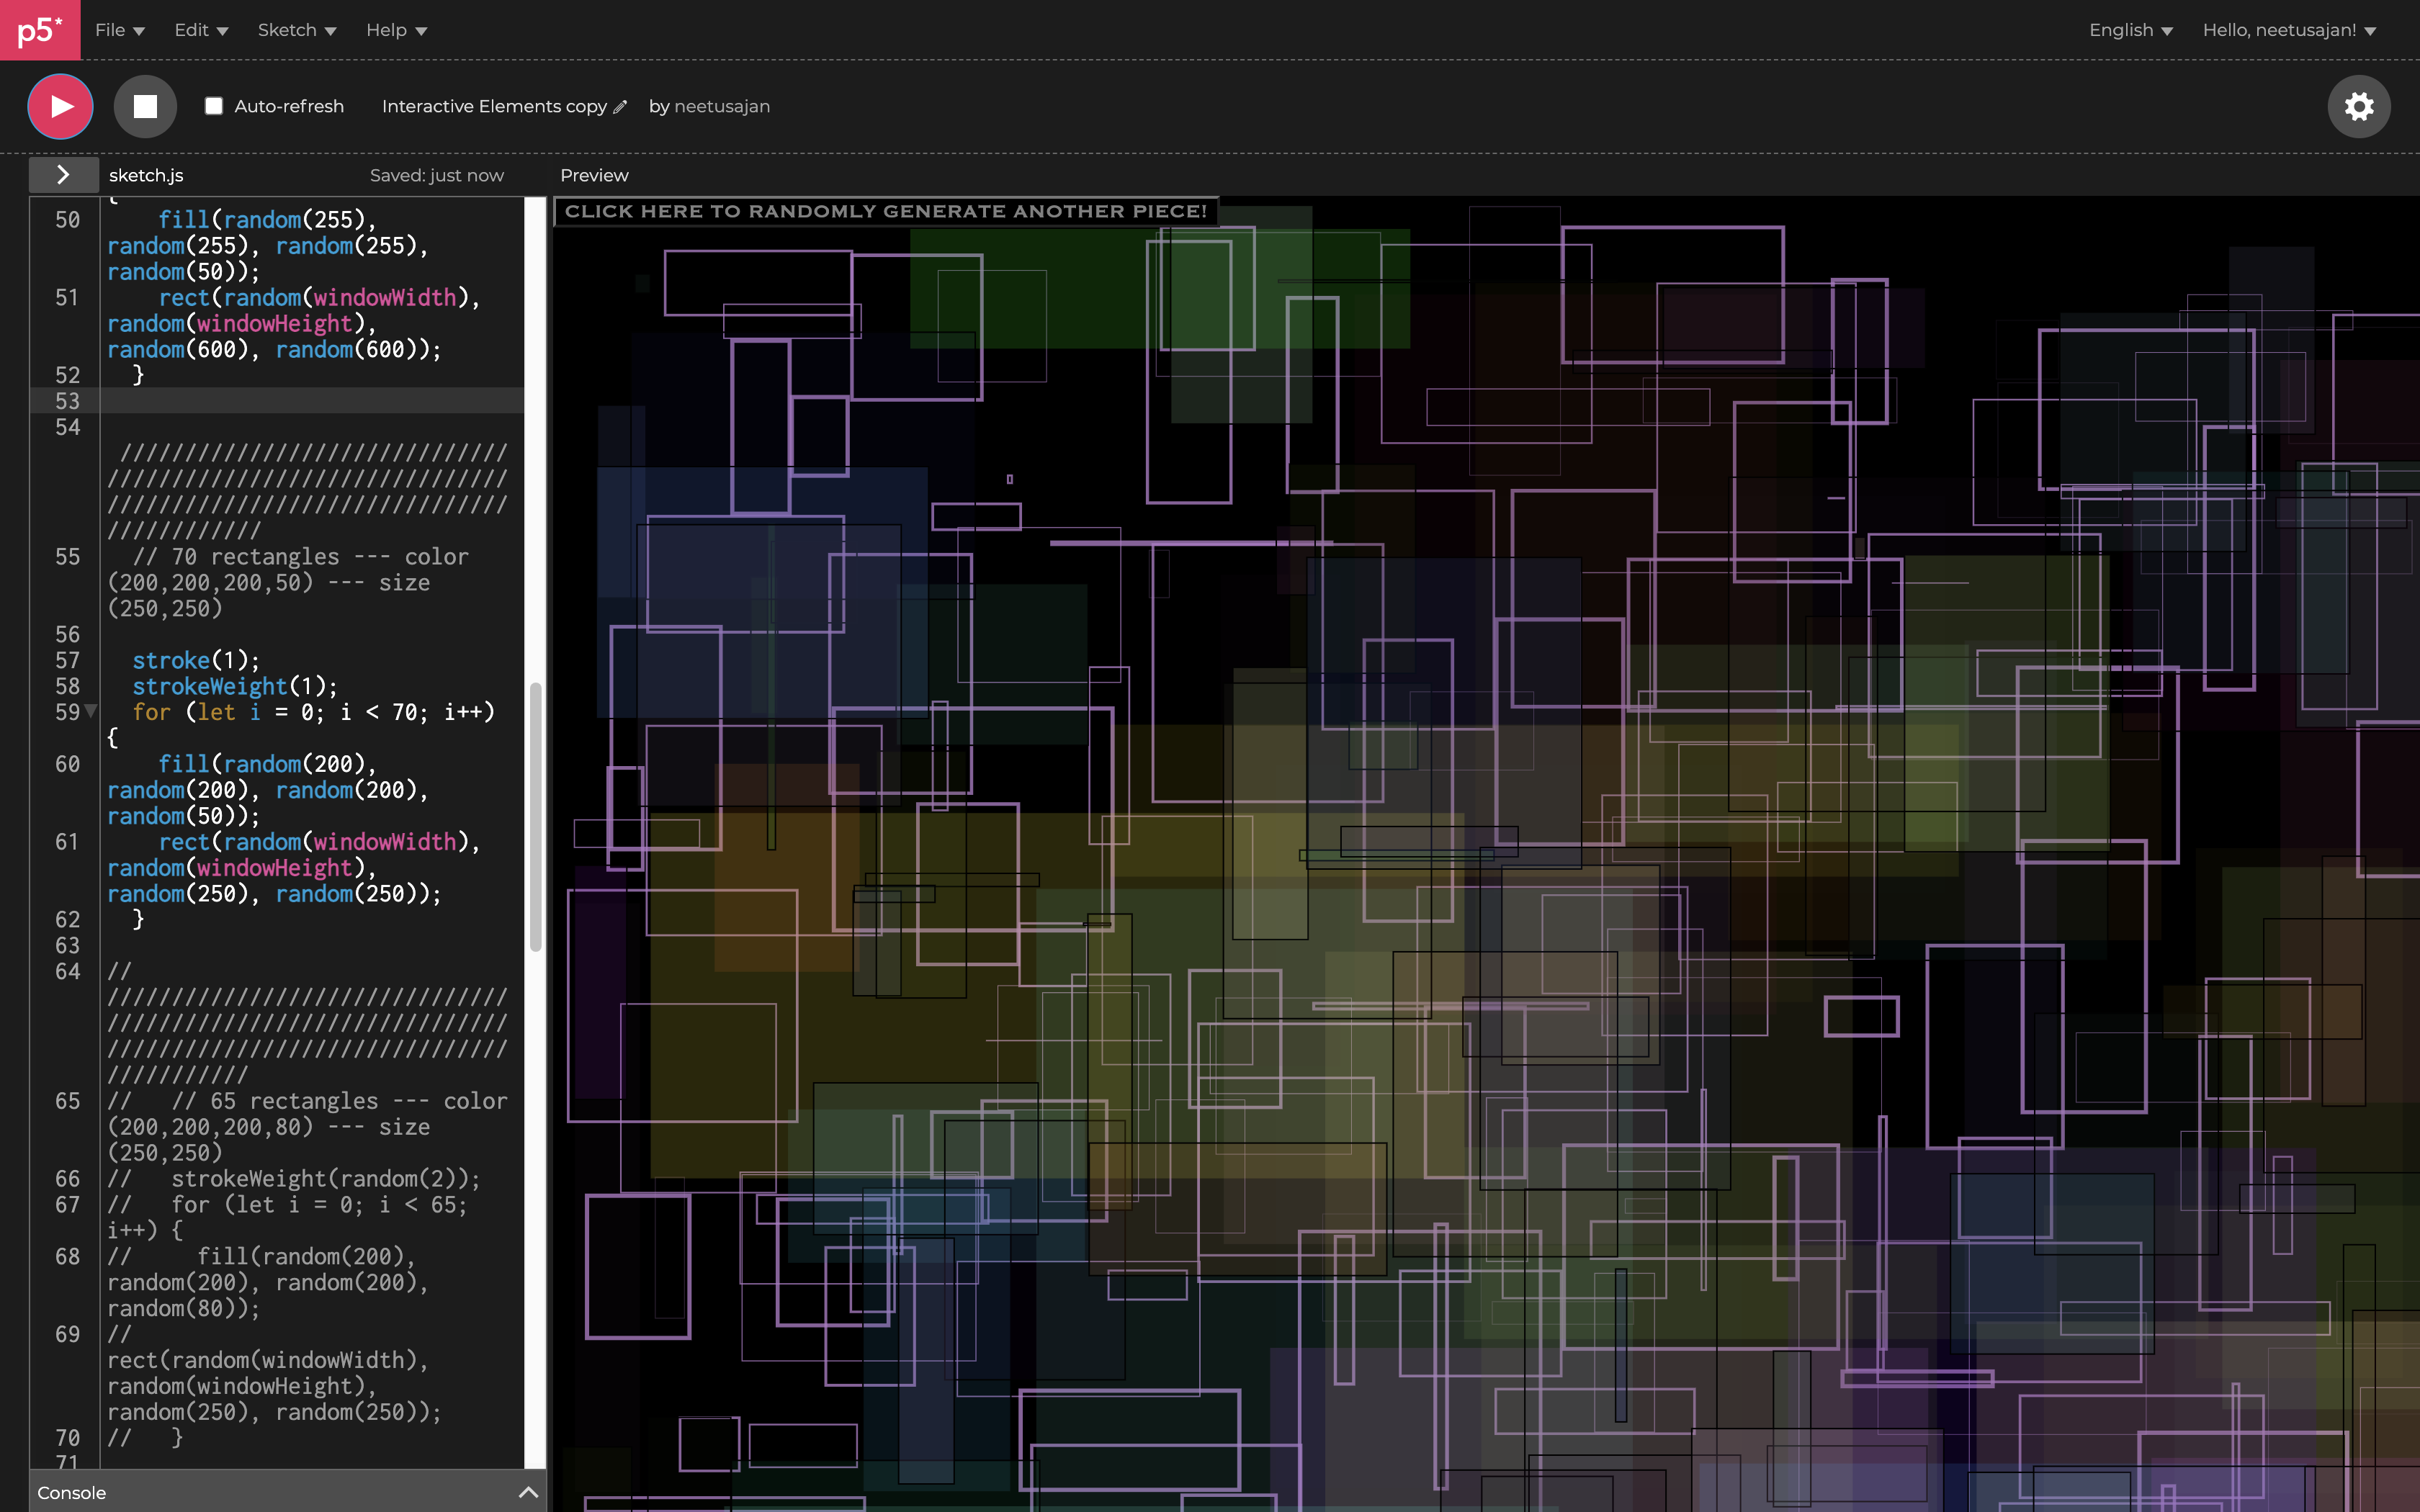 p5* File Edit Sketch Help English Hello, neetusajan!
Auto-refresh Interactive Elements copy by neetusajan
sketch.js Saved: just now Preview
CLICK HERE TO RANDOMLY GENERATE ANOTHER PIECE!
{
50 fill(random(255),
random(255), random(255),
random(50));
51 rect(random(windowWidth),
random(windowHeight),
random(600), random(600));
52 }
53
54
//////////////////////////////
///////////////////////////////
///////////////////////////////
////////////
55 // 70 rectangles --- color
(200,200,200,50) --- size
(250,250)
56
57 stroke(1);
58 strokeWeight(1);
59 for (let i = 0; i < 70; i++)
{
60 fill(random(200),
random(200), random(200),
random(50));
61 rect(random(windowWidth),
random(windowHeight),
random(250), random(250));
62 }
63
64 //
///////////////////////////////
///////////////////////////////
///////////////////////////////
///////////
65 // // 65 rectangles --- color
(200,200,200,80) --- size
(250,250)
66 // strokeWeight(random(2));
67 // for (let i = 0; i < 65;
i++) {
68 // fill(random(200),
random(200), random(200),
random(80));
69 //
rect(random(windowWidth),
random(windowHeight),
random(250), random(250));
70 // }
71
Console